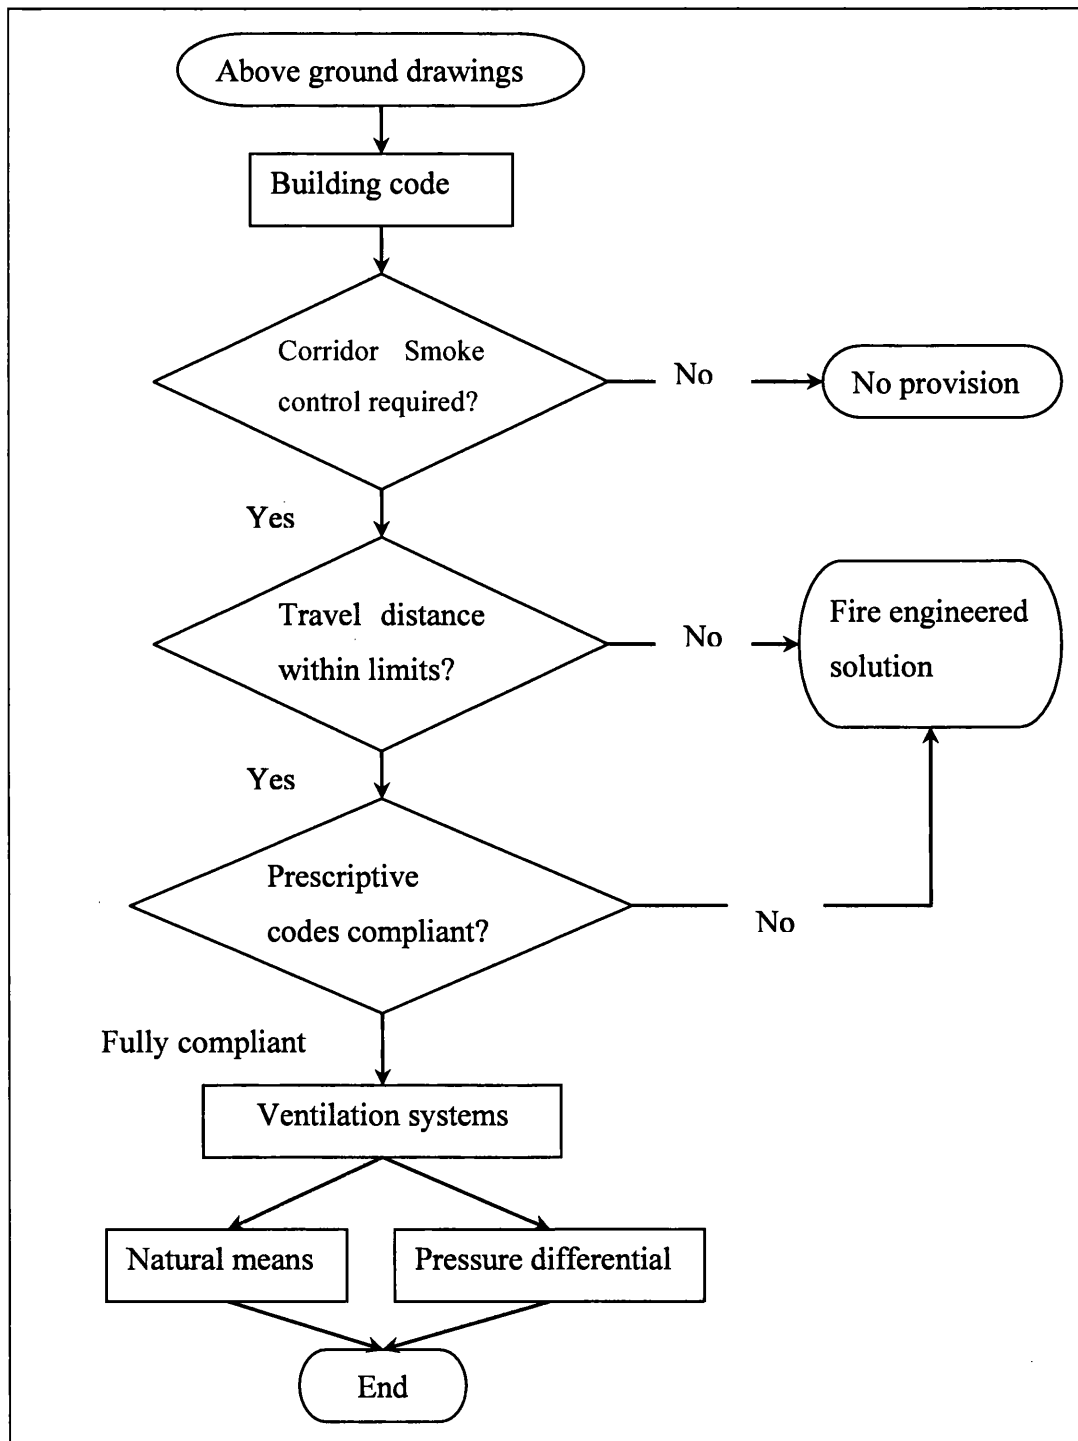 Above ground drawings
Building code
Corridor Smoke
control required?
No
No provision
Yes
Travel distance
within limits?
No
Fire engineered
solution
Yes
Prescriptive
codes compliant?
No
Fully compliant
Ventilation systems
Natural means
Pressure differential
End